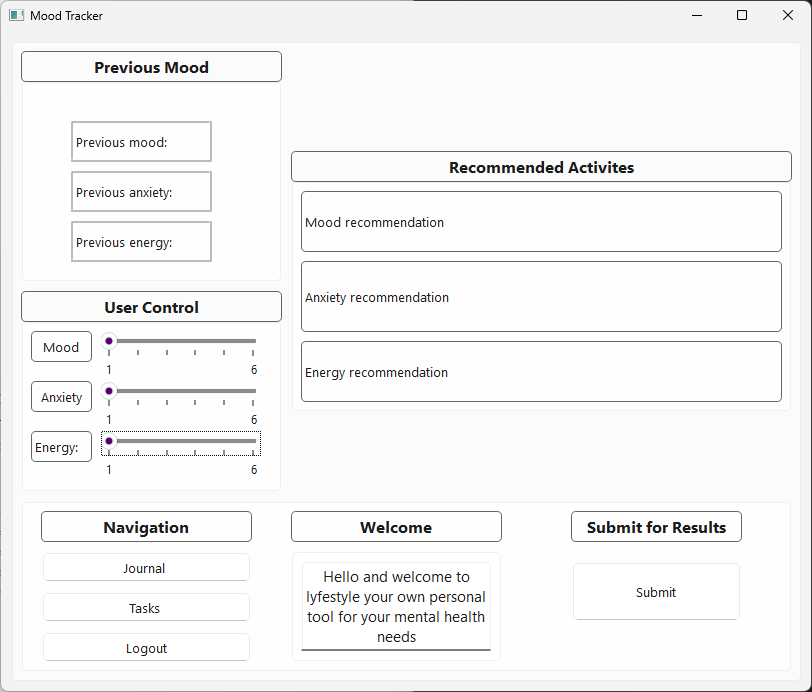 Mood Tracker
Previous Mood
Previous mood:
Previous anxiety:
Previous energy:
Recommended Activites
Mood recommendation
Anxiety recommendation
Energy recommendation
User Control
Mood
1 6
Anxiety
1 6
Energy:
1 6
Navigation
Journal
Tasks
Logout
Welcome
Hello and welcome to
lyfestyle your own personal
tool for your mental health
needs
Submit for Results
Submit